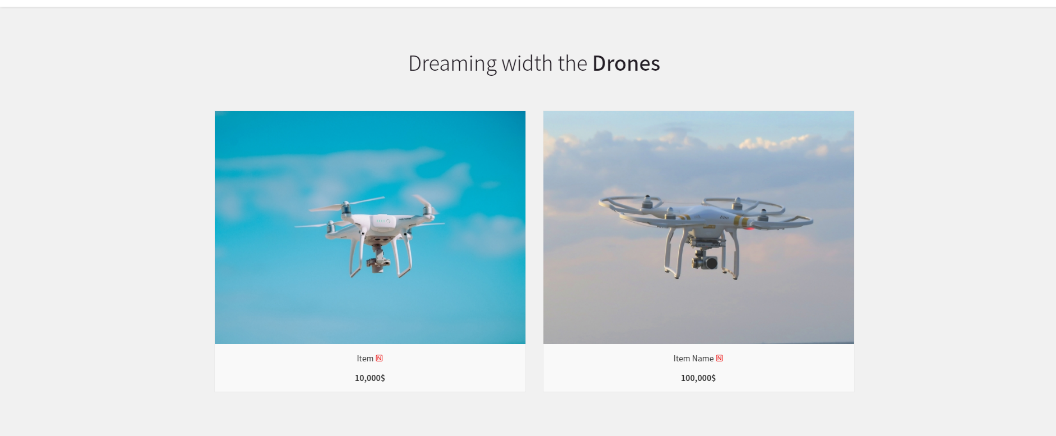 Dreaming width the Drones
Item
10,000$
Item Name
100,000$